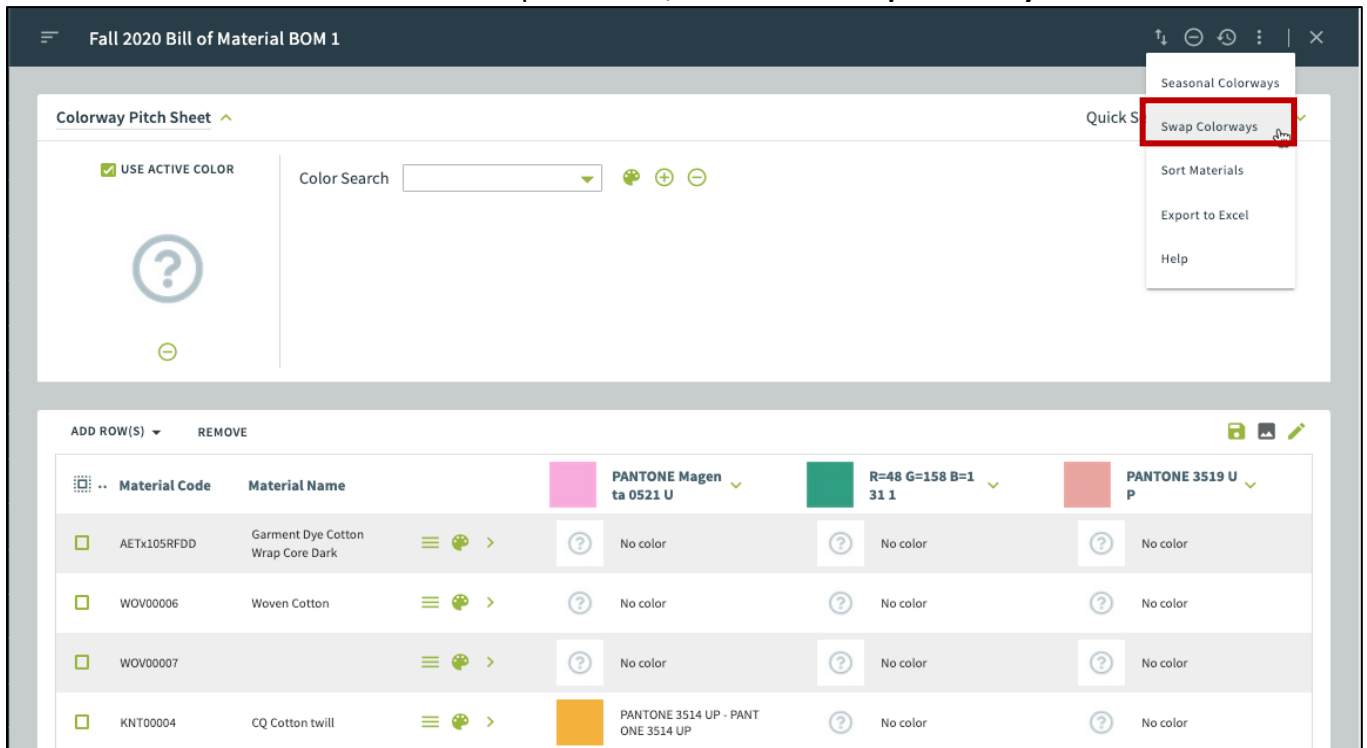 Fall 2020 Bill of Material BOM 1
Seasonal Colorways
Colorway Pitch Sheet
Quick S
Swap Colorways
USE ACTIVE COLOR
Color Search
Sort Materials
Export to Excel
Help
ADD ROW(S)
REMOVE
Material Code
Material Name
PANTONE Magen
ta 0521 U
R=48 G=158 B=1
31 1
PANTONE 3519 U
P
AETx105RFDD
Garment Dye Cotton
Wrap Core Dark
No color
No color
No color
WOV00006
Woven Cotton
No color
No color
No color
WOV00007
No color
No color
No color
KNT00004
CQ Cotton twill
PANTONE 3514 UP - PANT
ONE 3514 UP
No color
No color